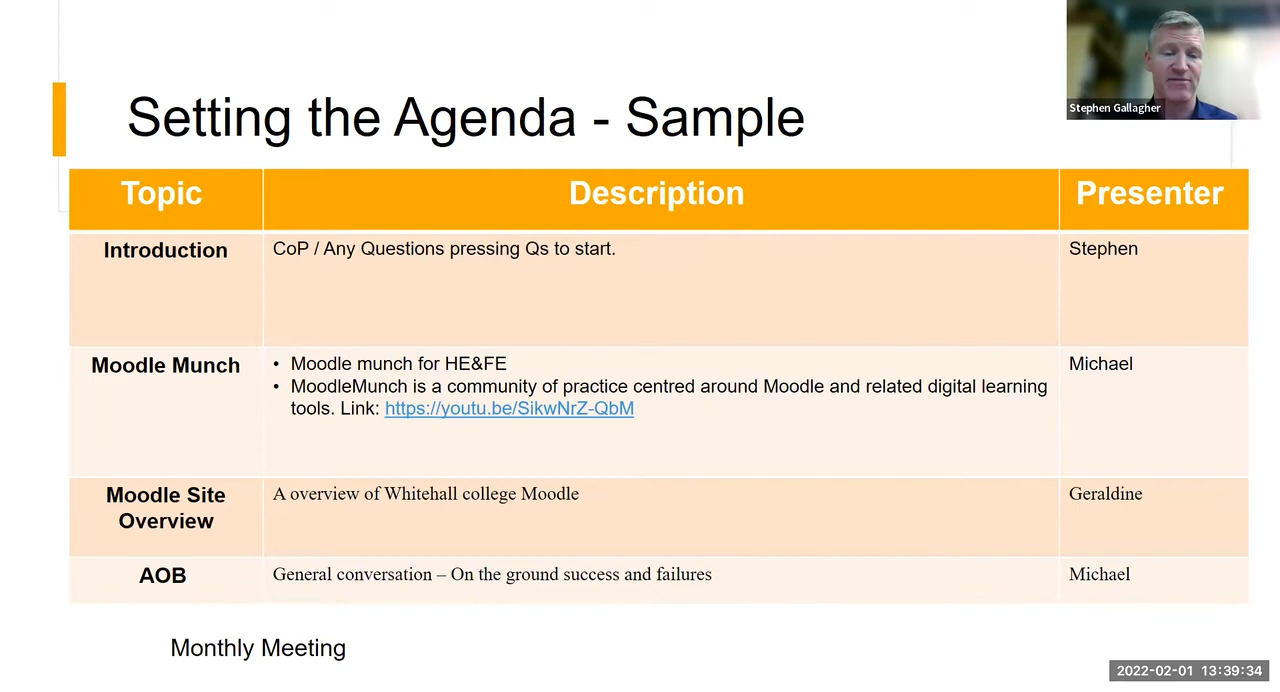 Stephen Gallagher
Setting the Agenda - Sample
Topic Description Presenter
Introduction CoP / Any Questions pressing Qs to start. Stephen
Moodle Munch • Moodle munch for HE&FE Michael
• MoodleMunch is a community of practice centred around Moodle and related digital learning
tools. Link: https://youtu.be/SikwNrZ-QbM
Moodle Site A overview of Whitehall college Moodle Geraldine
Overview
AOB General conversation – On the ground success and failures Michael
Monthly Meeting
2022-02-01 13:39:34